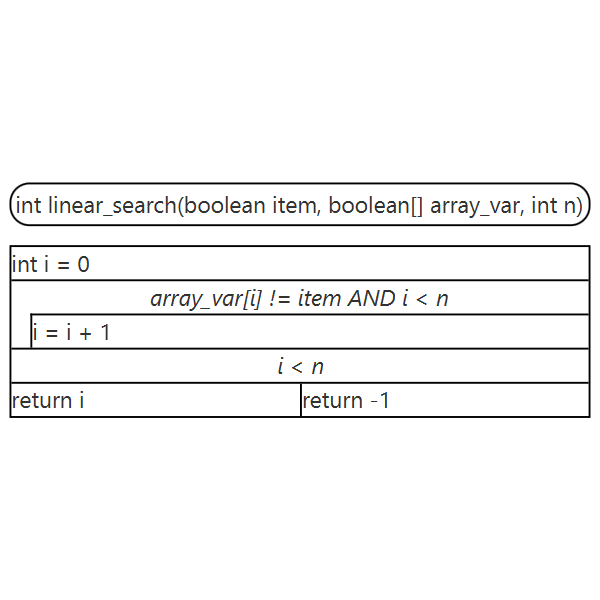 int linear_search(boolean item, boolean[] array_var, int n)
int i = 0
array_var[i] != item AND i < n
i = i + 1
i < n
return i
return -1